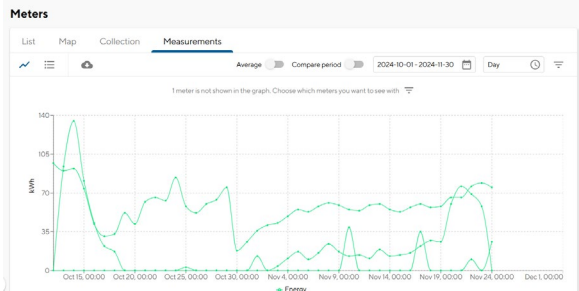 Meters
List Map Collection Measurements
Average Compare period 2024-10-01 - 2024-11-30 Day
1 meter is not shown in the graph. Choose which meters you want to see with
140
105
70
35
0
kWh
Oct 15, 00:00 Oct 20, 00:00 Oct 25, 00:00 Oct 30, 00:00 Nov 4, 00:00 Nov 9, 00:00 Nov 14, 00:00 Nov 19, 00:00 Nov 24, 00:00 Dec 1, 00:00
Energy